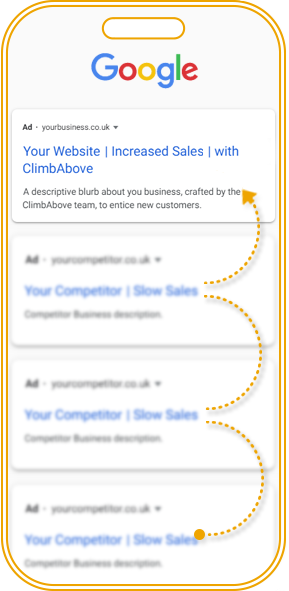 Google
Ad · yourbusiness.co.uk
Your Website | Increased Sales | with
ClimbAbove
A descriptive blurb about you business, crafted by the
ClimbAbove team, to entice new customers.
Ad · yourcompetitor.co.uk
Your Competitor | Slow Sales
Competitor Business description.
Ad · yourcompetitor.co.uk
Your Competitor | Slow Sales
Competitor Business description.
Ad · yourcompetitor.co.uk
Your Competitor | Slow Sales
Competitor Business description.